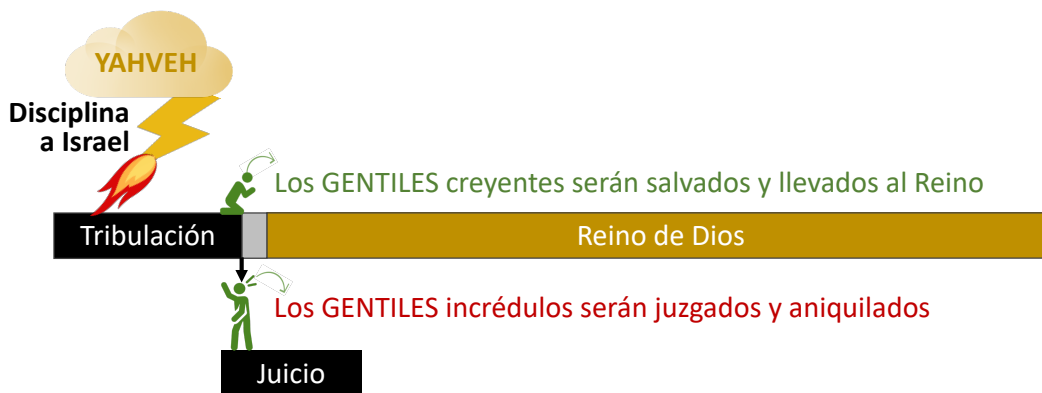 YAHVEH
Disciplina
a Israel
Los GENTILES creyentes serán salvados y llevados al Reino
Tribulación
Reino de Dios
Los GENTILES incrédulos serán juzgados y aniquilados
Juicio